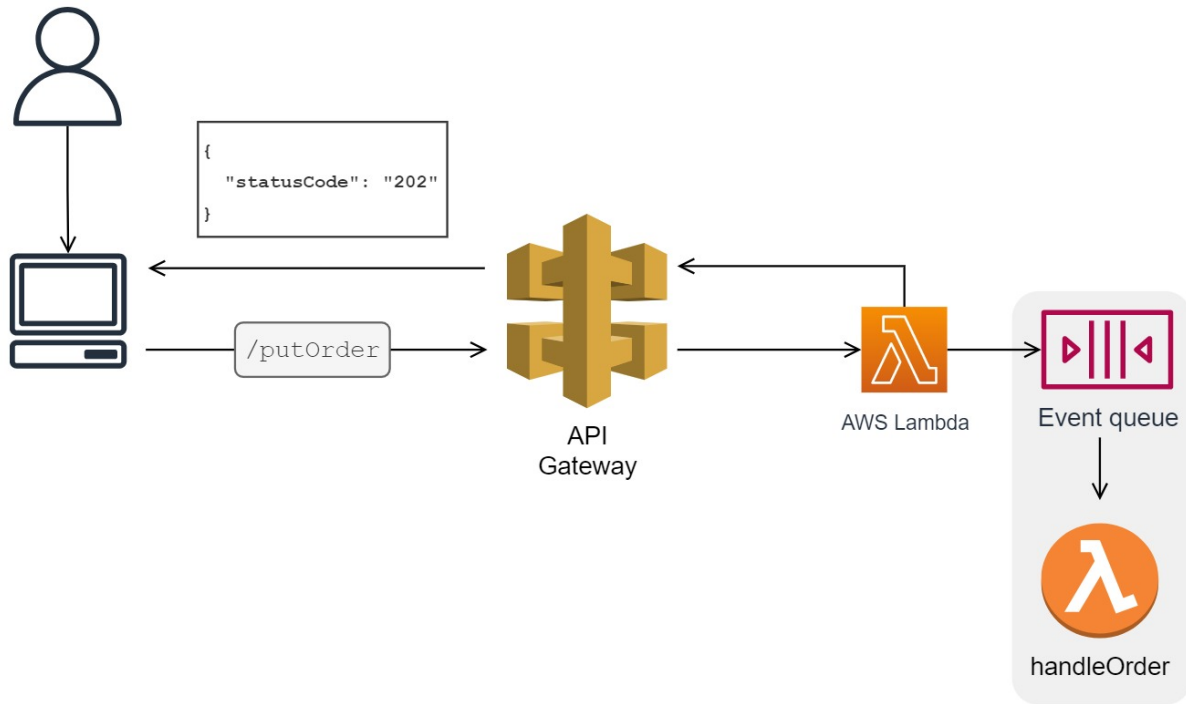 {
"statusCode": "202"
}
/putOrder
API
Gateway
AWS Lambda
Event queue
handleOrder